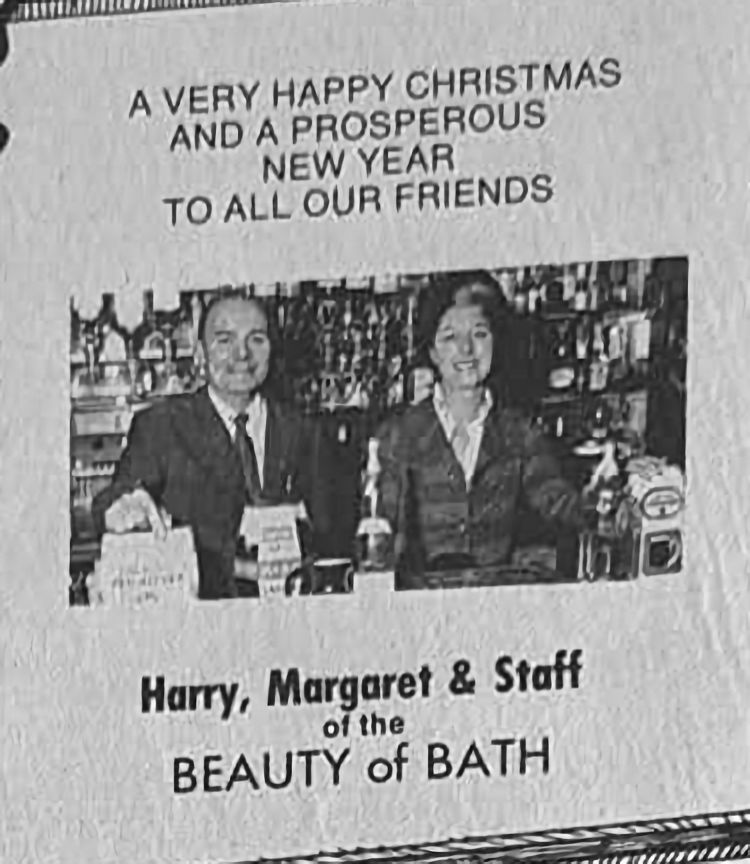 A VERY HAPPY CHRISTMAS
AND A PROSPEROUS
NEW YEAR
TO ALL OUR FRIENDS
Harry, Margaret & Staff
of the
BEAUTY of BATH